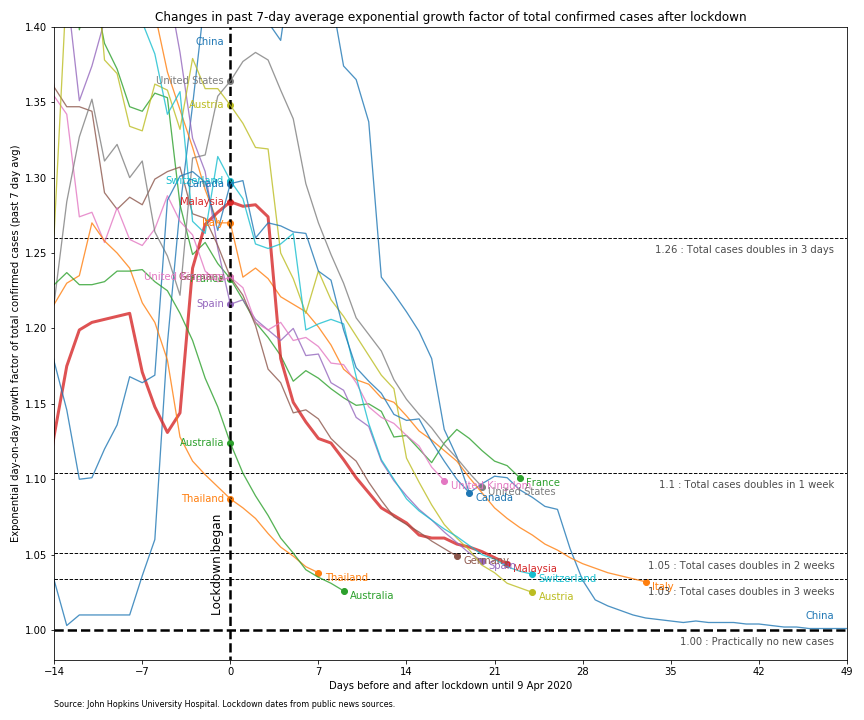 Changes in past 7-day average exponential growth factor of total confirmed cases after lockdown
Exponential day-on-day growth factor of total confirmed cases (past 7 day avg)
1.40
1.35
1.30
1.25
1.20
1.15
1.10
1.05
1.00
China
United States
Austria
Switzerland
Canada
Malaysia
Italy
United Kingdom
Germany
France
Spain
Australia
Thailand
Lockdown began
1.26 : Total cases doubles in 3 days
1.1 : Total cases doubles in 1 week
1.05 : Total cases doubles in 2 weeks
1.03 : Total cases doubles in 3 weeks
1.00 : Practically no new cases
France
United Kingdom
United States
Canada
Germany
Spain
Malaysia
Switzerland
Thailand
Italy
Australia
Austria
China
−14
−7
0
7
14
21
28
35
42
49
Days before and after lockdown until 9 Apr 2020
Source: John Hopkins University Hospital. Lockdown dates from public news sources.